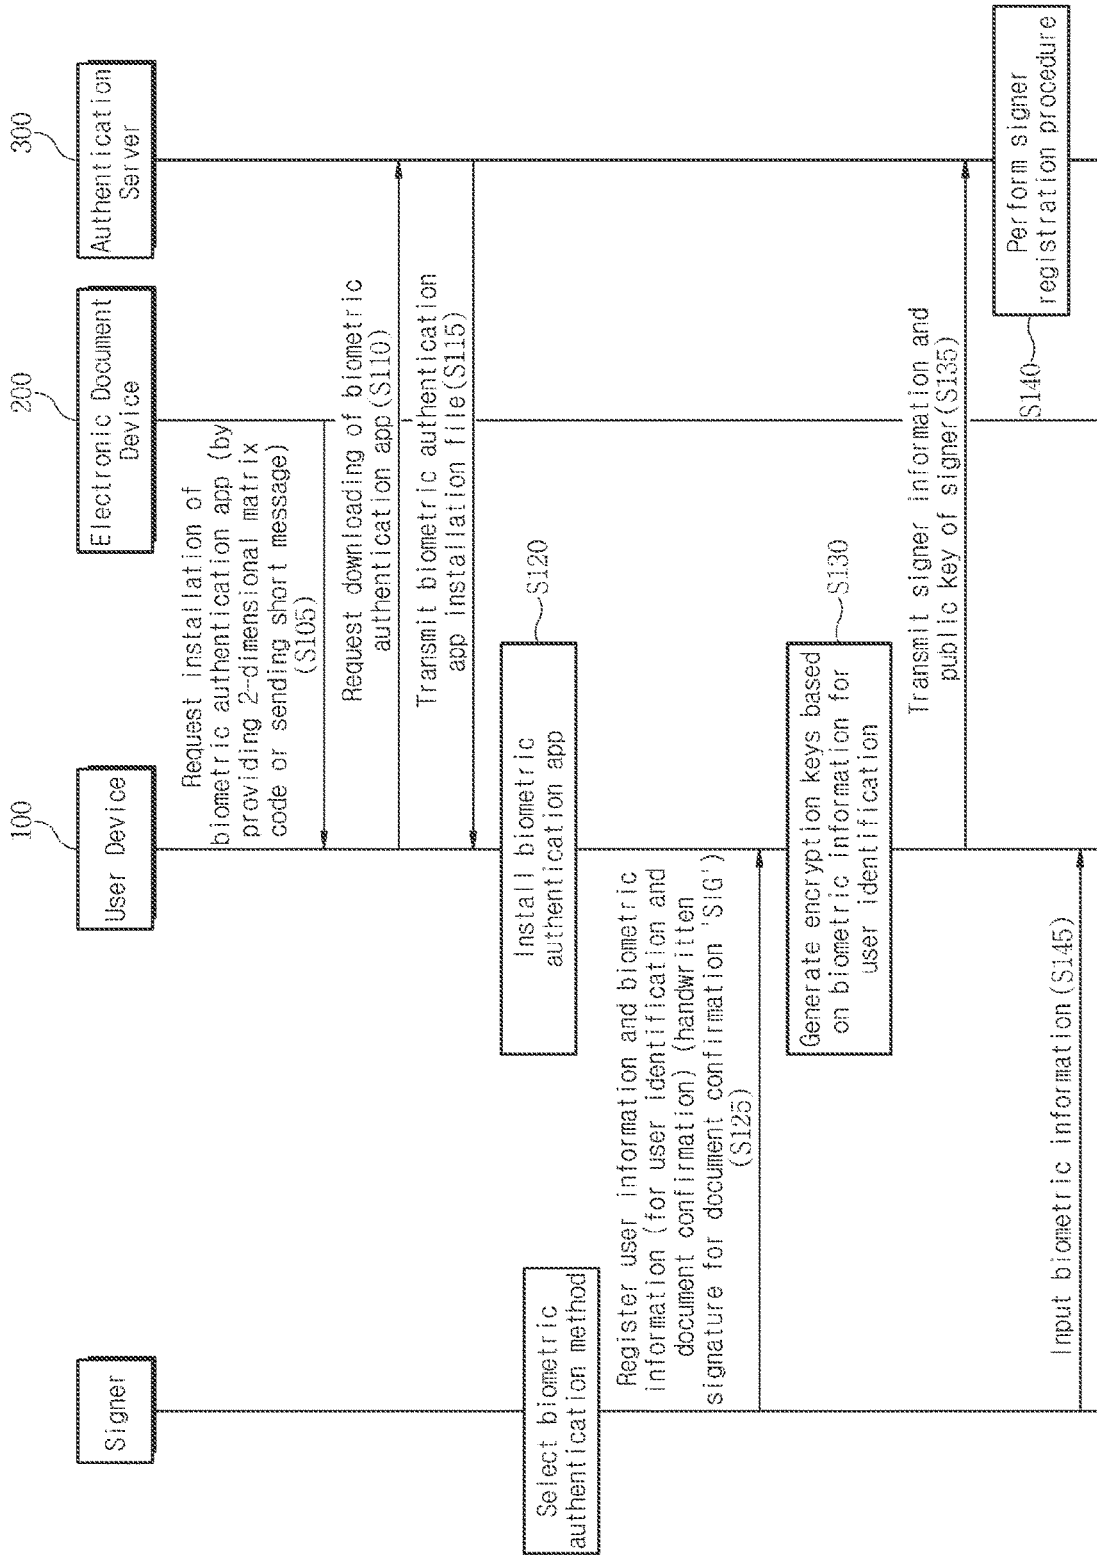 Signer
100
User Device
200
Electronic Document
Device
300
Authentication
Server
Request installation of
biometric authentication app (by
providing 2-dimensional matrix
code or sending short message)
(S105)
Request downloading of biometric
authentication app(S110)
Transmit biometric authentication
app installation file(S115)
Select biometric
authentication method
Install biometric
authentication app
S120
Register user information and biometric
information(for user identification and
document confirmation)(handwritten
signature for document confirmation 'SIG')
(S125)
Generate encryption keys based
on biometric information for
user identification
S130
Transmit signer information and
public key of signer(S135)
Perform signer
registration procedure
S140
Input biometric information(S145)